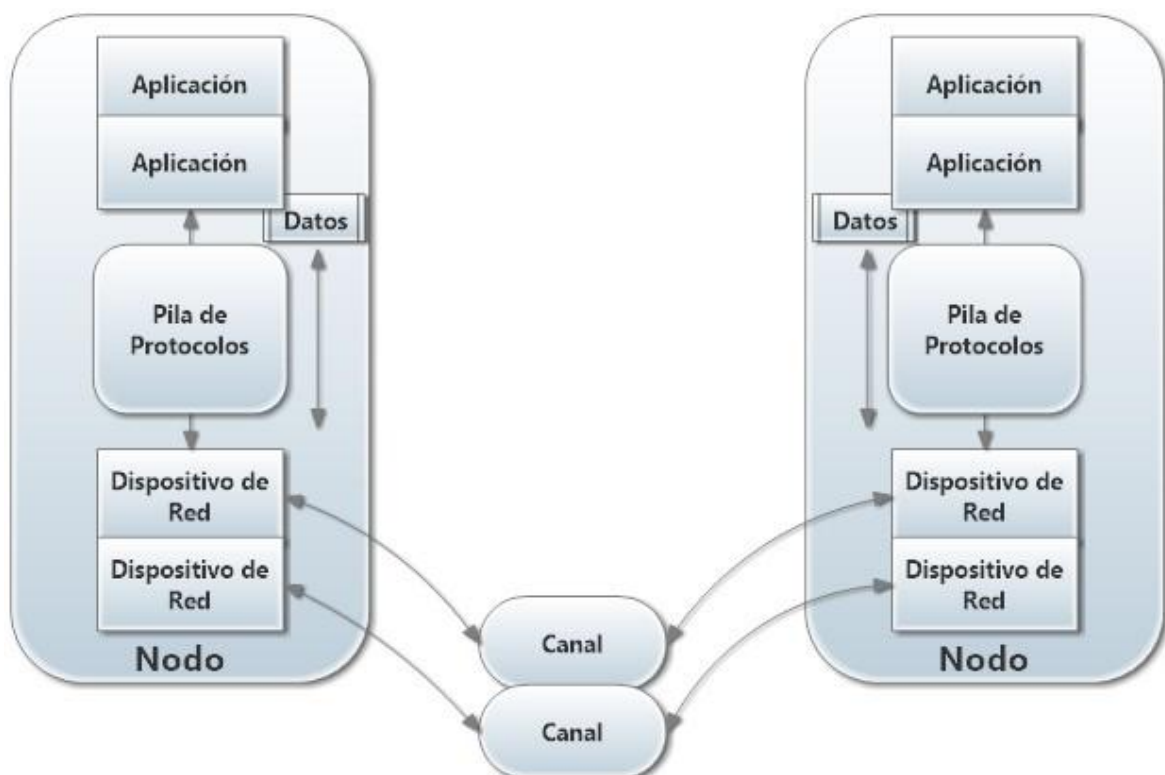 Aplicación
Aplicación
Datos
Pila de
Protocolos
Dispositivo de
Red
Dispositivo de
Red
Nodo
Canal
Canal
Aplicación
Aplicación
Datos
Pila de
Protocolos
Dispositivo de
Red
Dispositivo de
Red
Nodo